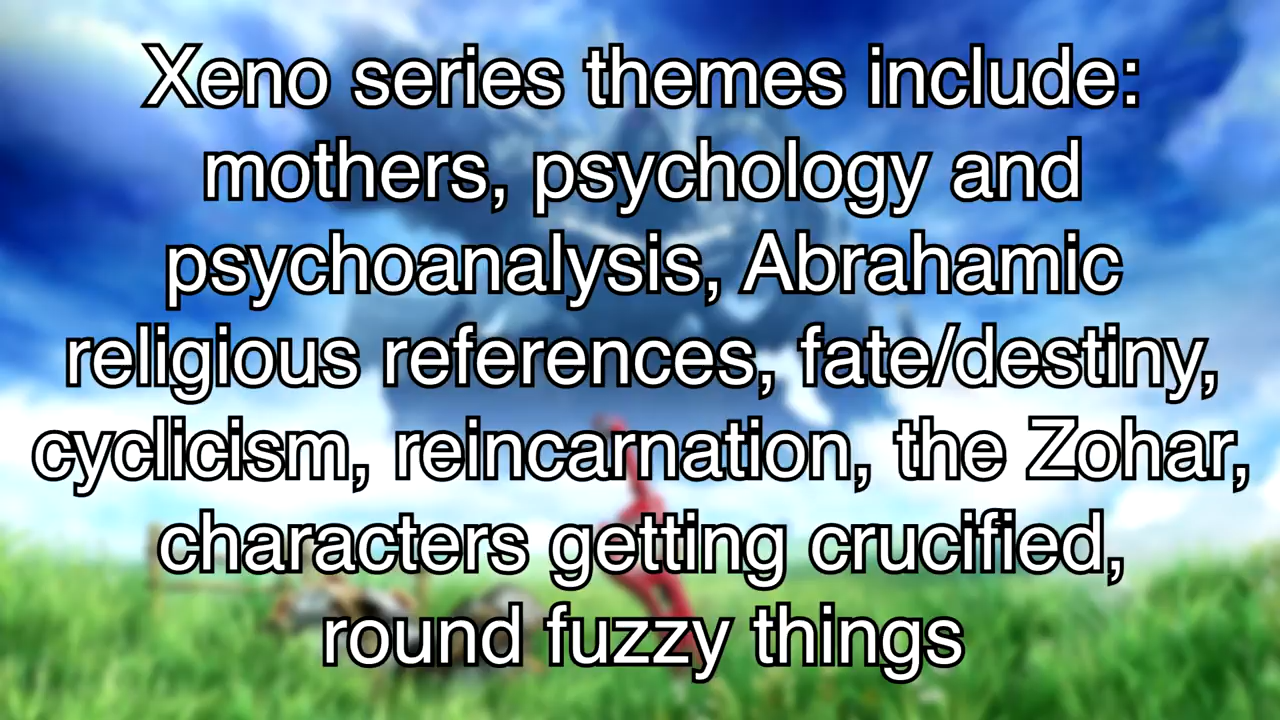 Xeno series themes include:
mothers, psychology and
psychoanalysis, Abrahamic
religious references, fate/destiny,
cyclicism, reincarnation, the Zohar,
characters getting crucified,
round fuzzy things